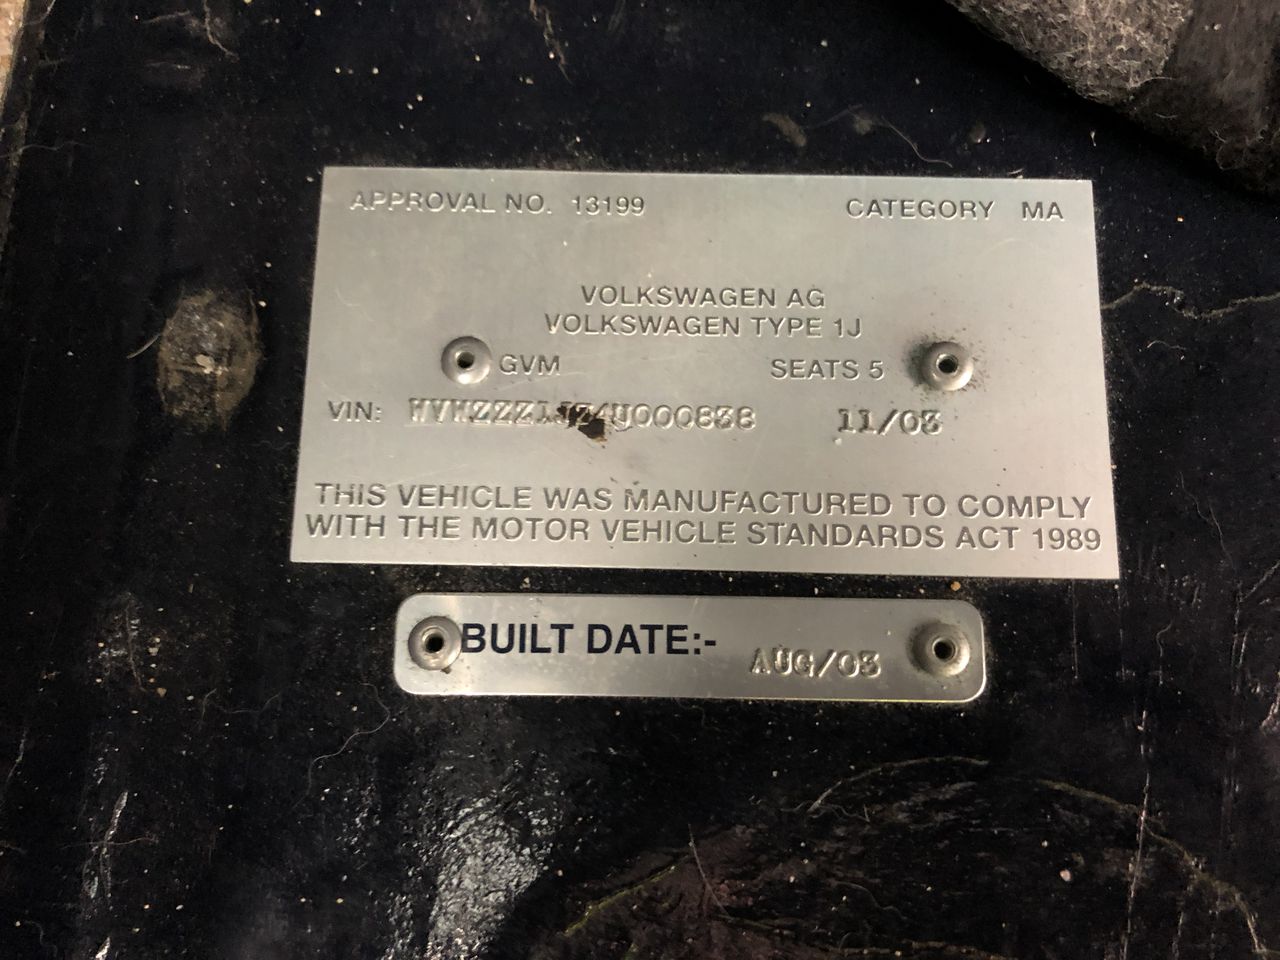 APPROVAL NO. 13199 CATEGORY MA
VOLKSWAGEN AG
VOLKSWAGEN TYPE 1J
GVM SEATS 5
VIN: WVWZZZ1JZ4U000838 11/03
THIS VEHICLE WAS MANUFACTURED TO COMPLY
WITH THE MOTOR VEHICLE STANDARDS ACT 1989
BUILT DATE:- AUG/03